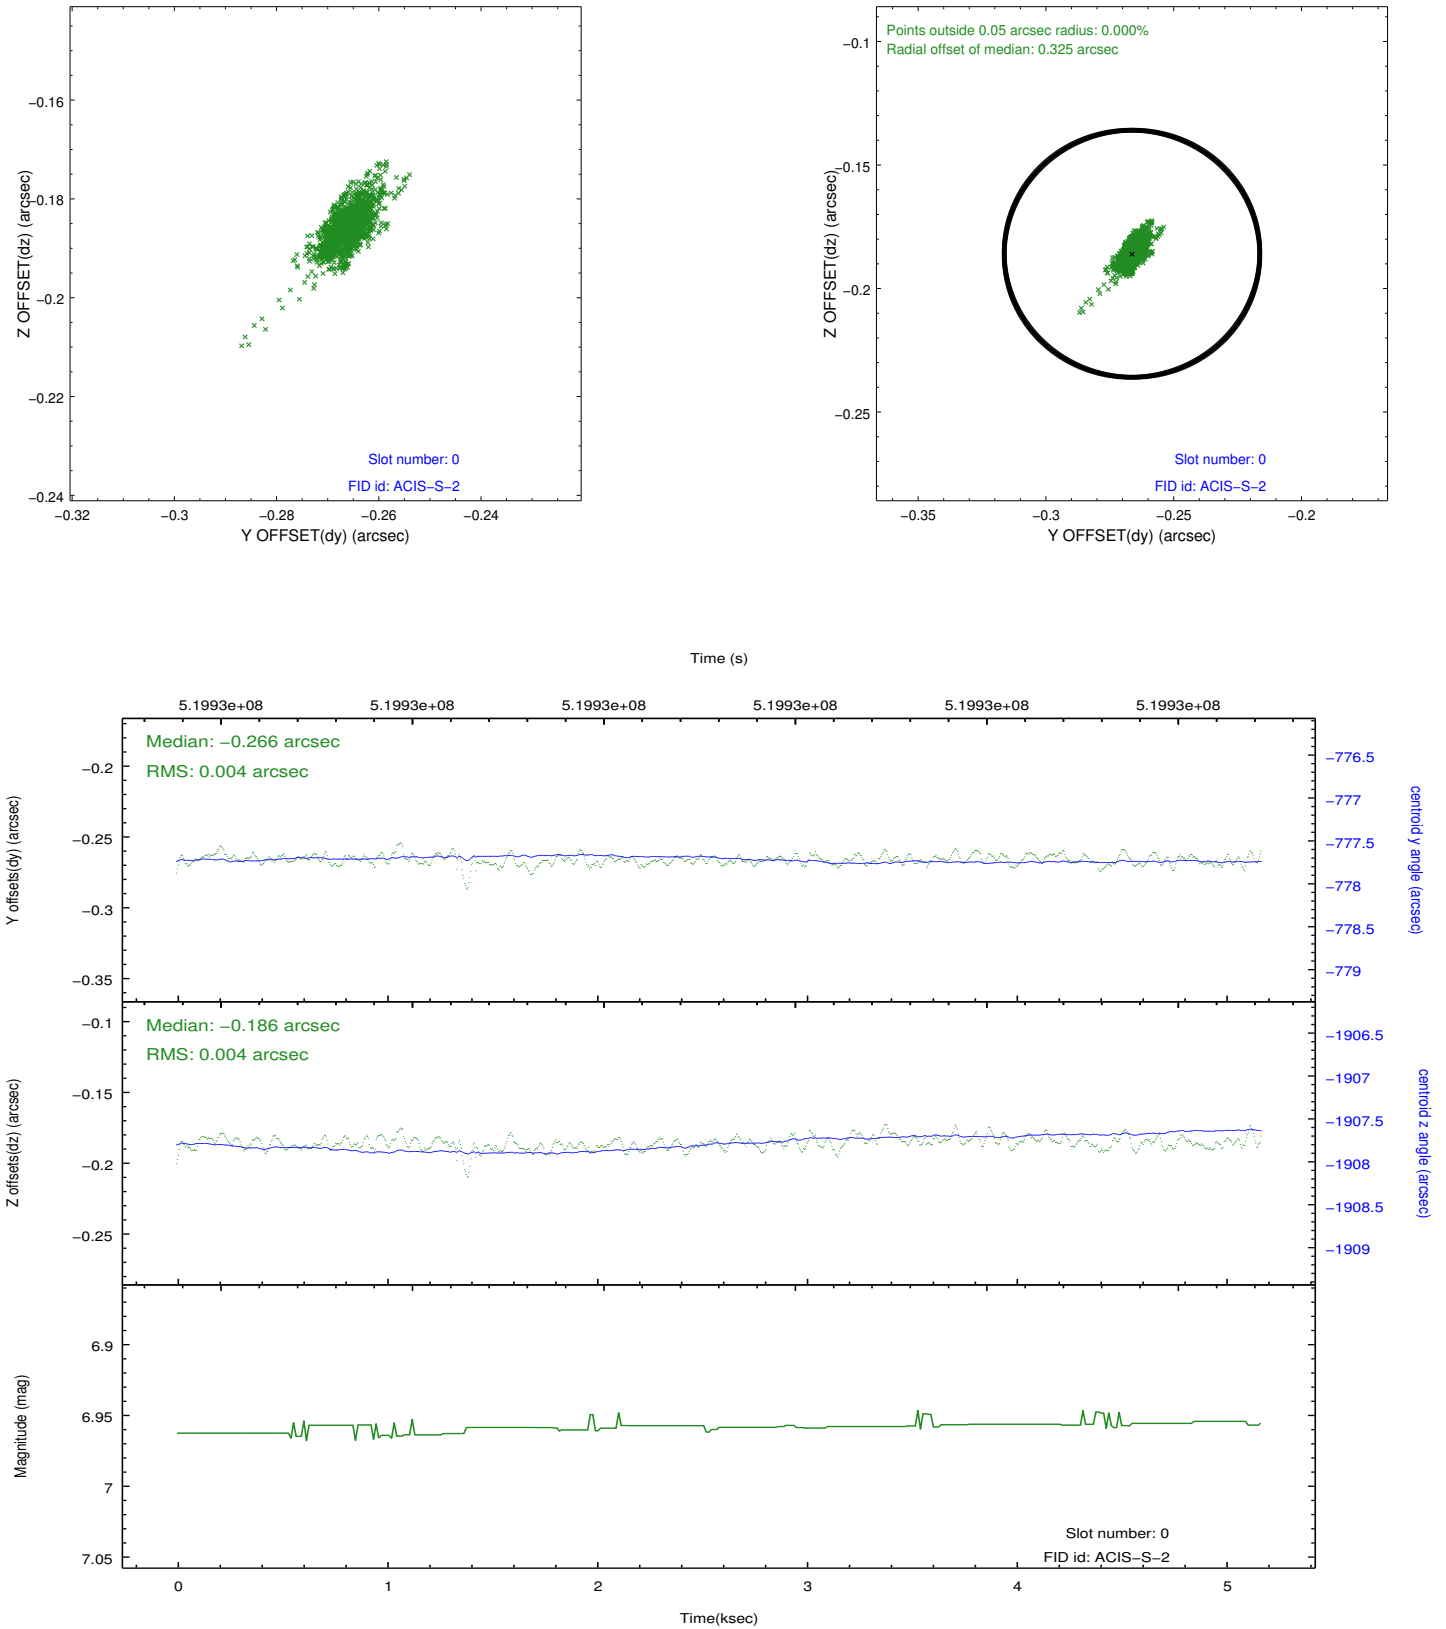 −0.16
−0.18
−0.2
−0.22
−0.24
Z OFFSET(dz) (arcsec)
−0.32
−0.3
−0.28
−0.26
−0.24
Y OFFSET(dy) (arcsec)
Slot number: 0
FID id: ACIS−S−2
Points outside 0.05 arcsec radius: 0.000%
Radial offset of median: 0.325 arcsec
−0.1
−0.15
−0.2
−0.25
Z OFFSET(dz) (arcsec)
−0.35
−0.3
−0.25
−0.2
Y OFFSET(dy) (arcsec)
Slot number: 0
FID id: ACIS−S−2
Time (s)
5.1993e+08
5.1993e+08
5.1993e+08
5.1993e+08
5.1993e+08
5.1993e+08
Median: −0.266 arcsec
RMS: 0.004 arcsec
−0.2
−0.25
−0.3
−0.35
Y offsets(dy) (arcsec)
−776.5
−777
−777.5
−778
−778.5
−779
centroid y angle (arcsec)
Median: −0.186 arcsec
RMS: 0.004 arcsec
−0.1
−0.15
−0.2
−0.25
Z offsets(dz) (arcsec)
−1906.5
−1907
−1907.5
−1908
−1908.5
−1909
centroid z angle (arcsec)
6.9
6.95
7
7.05
Magnitude (mag)
Slot number: 0
FID id: ACIS−S−2
0
1
2
3
4
5
Time(ksec)